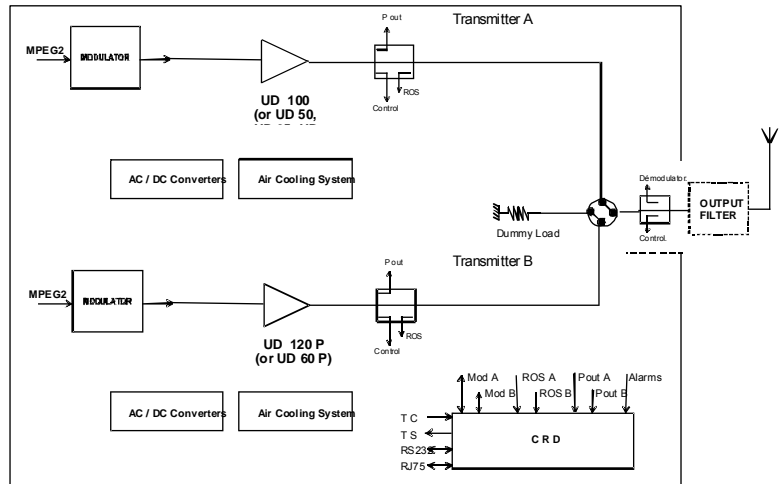 Transmitter A
P out
MPEG2
MODULATOR
ROS
Control
UD 100
(or UD 50,
AC / DC Converters
Air Cooling System
Démodulator.
OUTPUT
FILTER
Dummy Load
Control.
Transmitter B
Pout
MPEG2
MODULATOR
ROS
Control
UD 120 P
(or UD 60 P)
AC / DC Converters
Air Cooling System
Mod A
ROS A
Pout A
Alarms
Mod B
ROS B
Pout B
T C
T S
C R D
RS232
RJ75